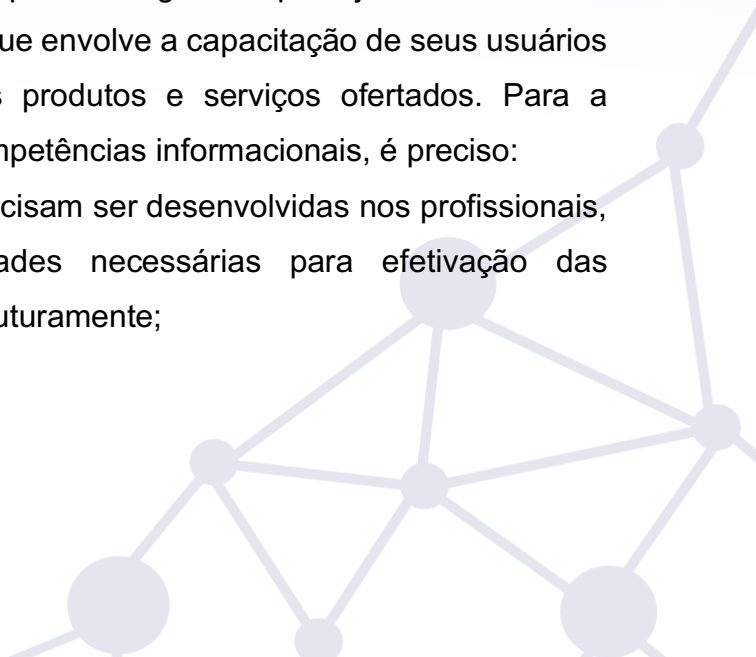 ue envolve a capacitação de seus usuários
produtos e serviços ofertados. Para a
mpetências informacionais, é preciso:
cisam ser desenvolvidas nos profissionais,
ades necessárias para efetivação das
uturamente;